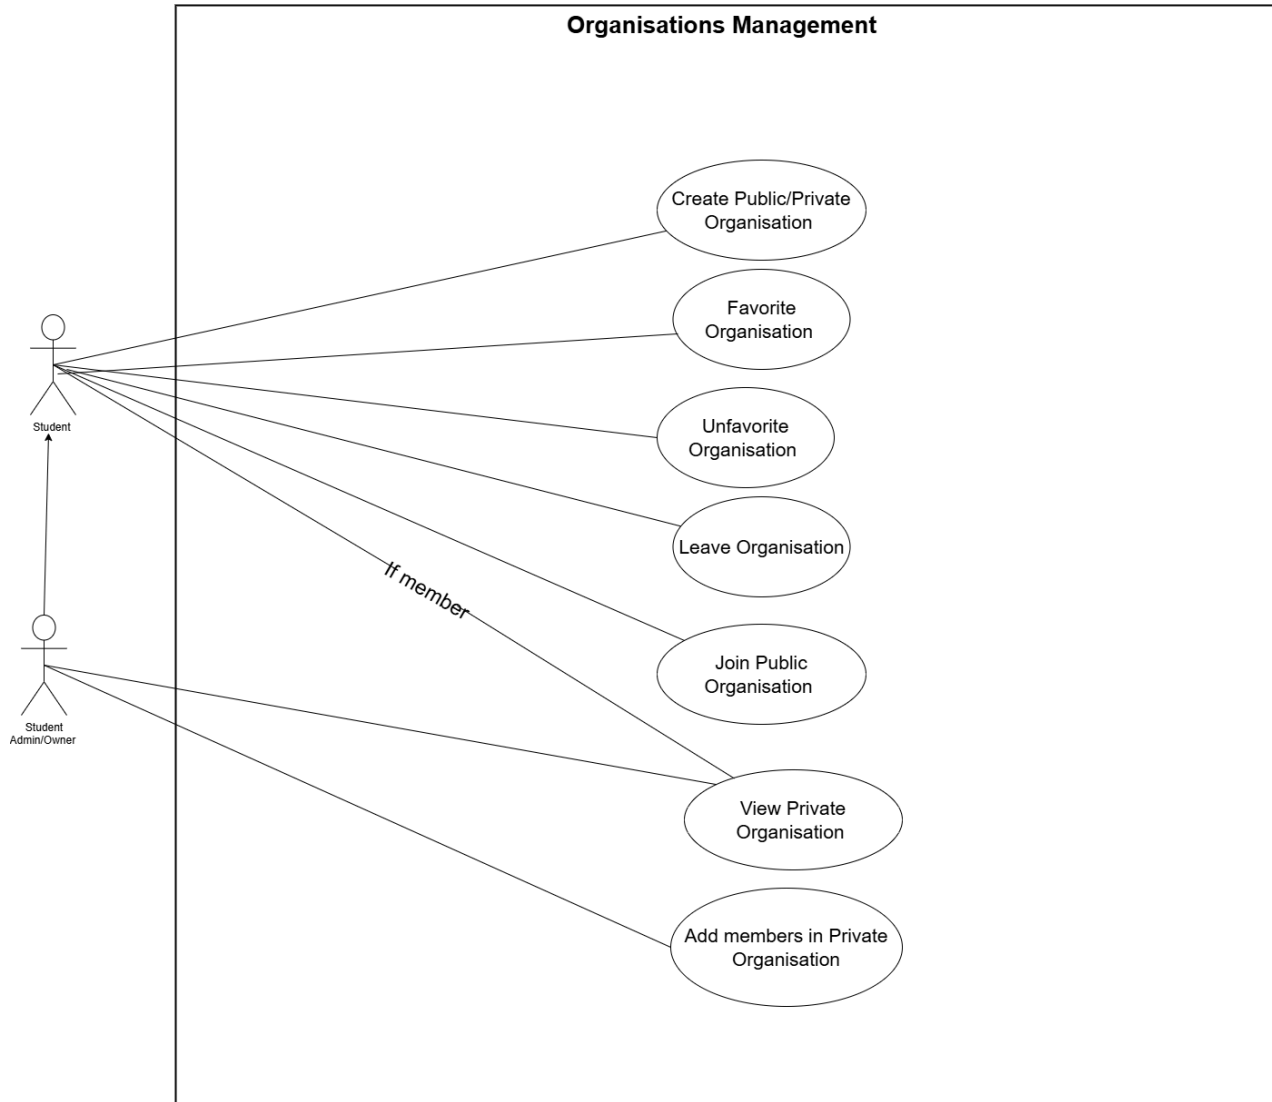 Organisations Management
Create Public/Private
Organisation
Favorite
Organisation
Student
Unfavorite
Organisation
Leave Organisation
If member
Join Public
Organisation
Student
Admin/Owner
View Private
Organisation
Add members in Private
Organisation